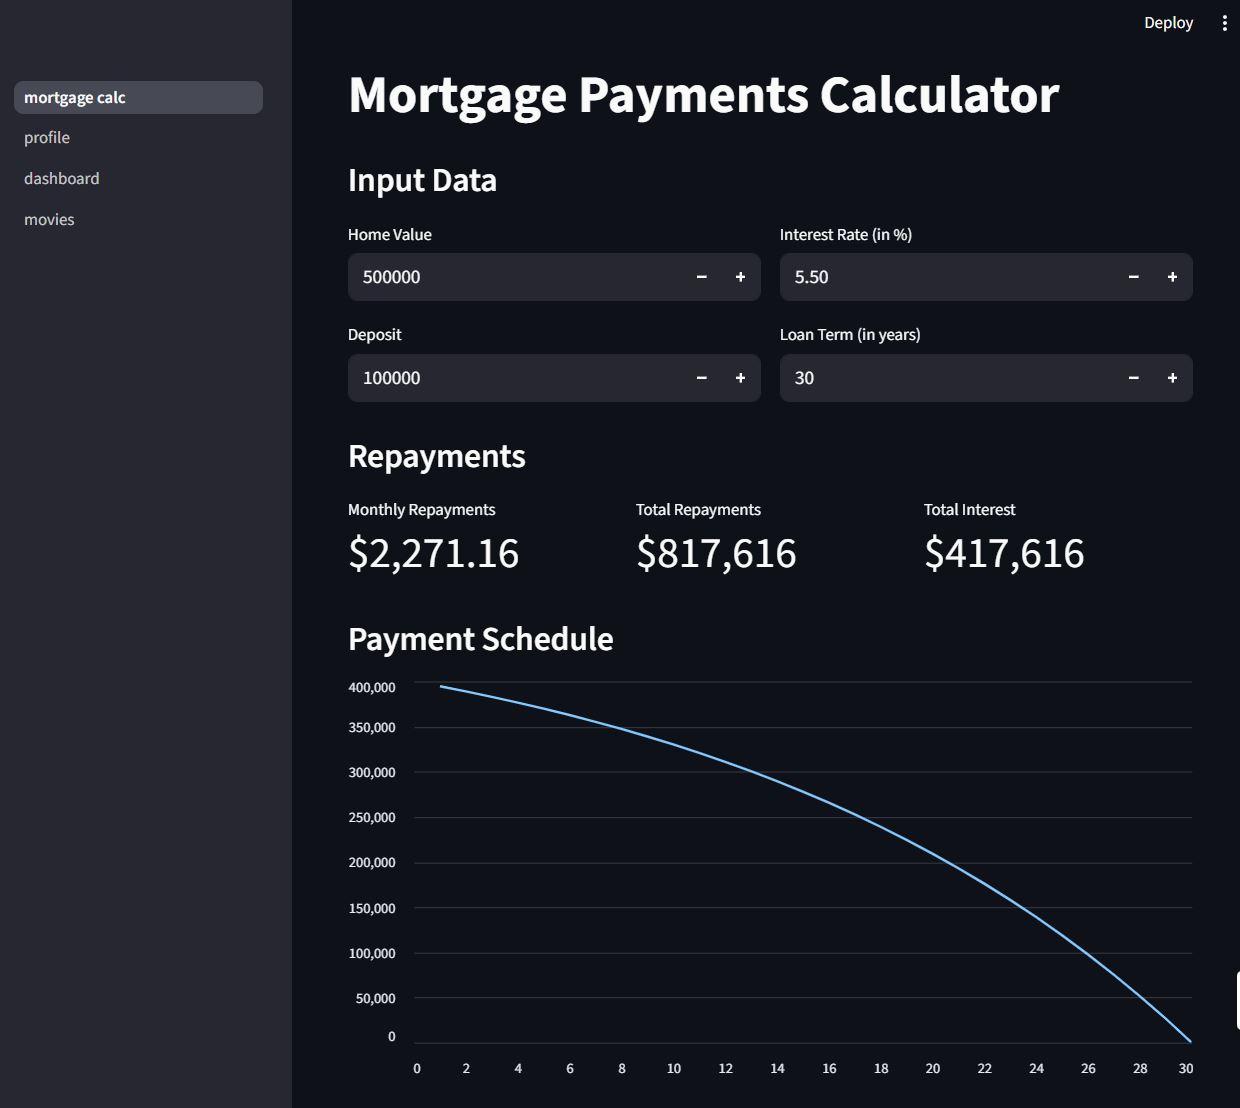 Deploy
mortgage calc
profile
dashboard
movies
Mortgage Payments Calculator
Input Data
Home Value
Interest Rate (in %)
500000 − +
5.50 − +
Deposit
Loan Term (in years)
100000 − +
30 − +
Repayments
Monthly Repayments
Total Repayments
Total Interest
$2,271.16
$817,616
$417,616
Payment Schedule
400,000
350,000
300,000
250,000
200,000
150,000
100,000
50,000
0
0 2 4 6 8 10 12 14 16 18 20 22 24 26 28 30